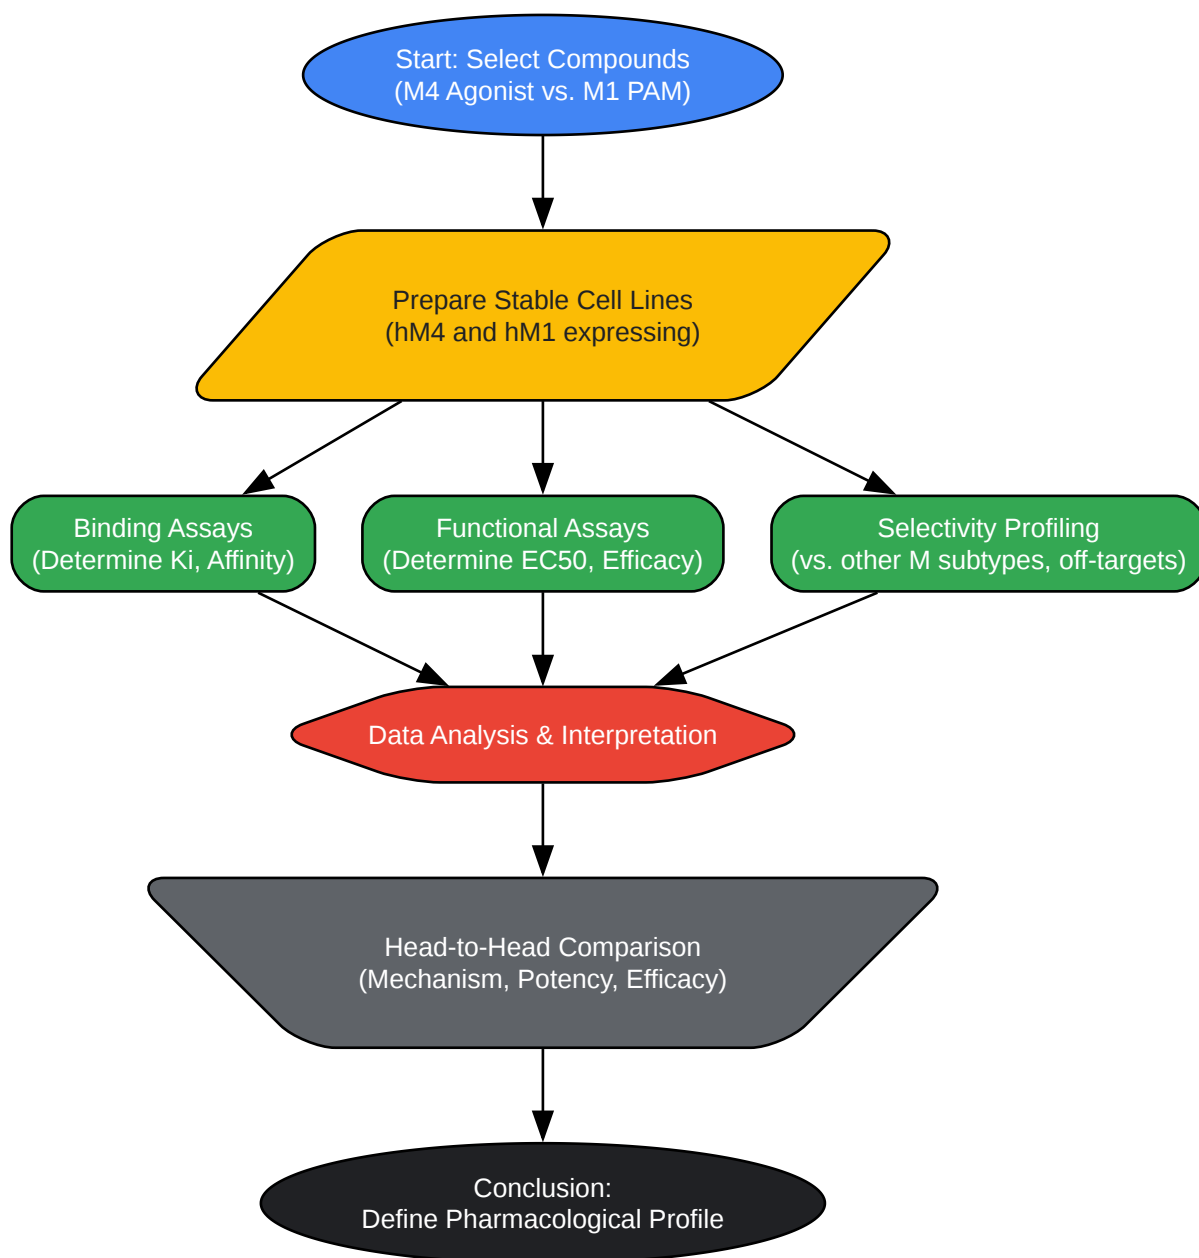 Start: Select Compounds
(M4 Agonist vs. M1 PAM)
Prepare Stable Cell Lines
(hM4 and hM1 expressing)
Binding Assays
(Determine Ki, Affinity)
Functional Assays
(Determine EC50, Efficacy)
Selectivity Profiling
(vs. other M subtypes, off-targets)
Data Analysis & Interpretation
Head-to-Head Comparison
(Mechanism, Potency, Efficacy)
Conclusion:
Define Pharmacological Profile